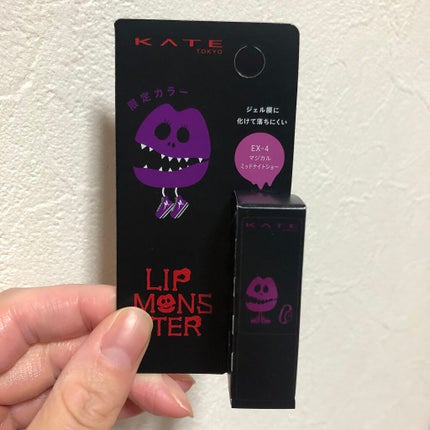 KATE
TOKYO
限定カラー
ジェル膜に
化けて落ちにくい
EX-4
マジカル
ミッドナイトショー
LIP
MONS
TER
KATE